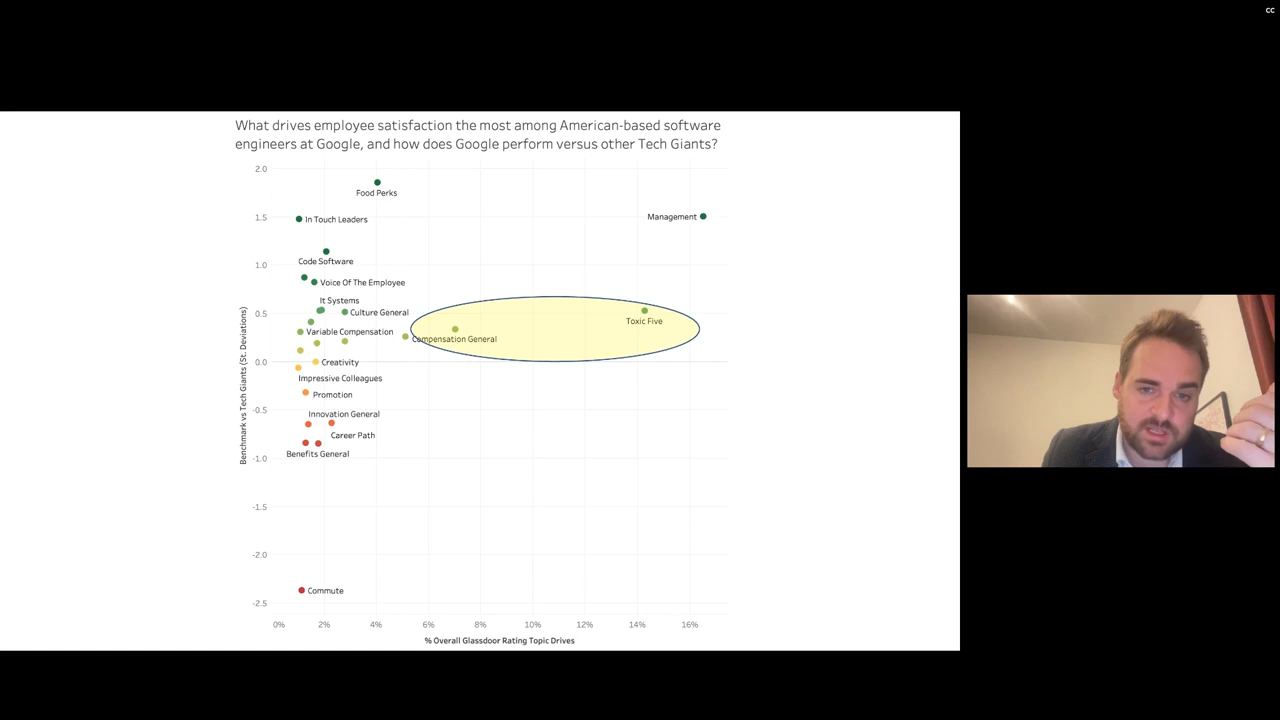 CC
What drives employee satisfaction the most among American-based software
engineers at Google, and how does Google perform versus other Tech Giants?
2.0
Food Perks
1.5
In Touch Leaders
Management
Code Software
1.0
Voice Of The Employee
It Systems
0.5
Culture General
Toxic Five
Variable Compensation
Compensation General
0.0
Creativity
Impressive Colleagues
Promotion
-0.5
Innovation General
Career Path
Benefits General
-1.0
-1.5
-2.0
Commute
-2.5
Benchmark vs Tech Giants (St. Deviations)
0% 2% 4% 6% 8% 10% 12% 14% 16%
% Overall Glassdoor Rating Topic Drives